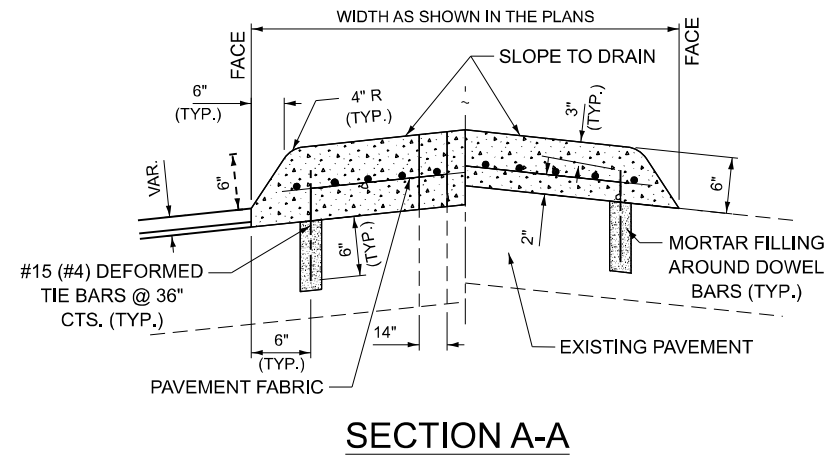 WIDTH AS SHOWN IN THE PLANS
FACE
FACE
SLOPE TO DRAIN
6"
(TYP.)
4" R
(TYP.)
3"
(TYP.)
VAR.
6"
6"
#15 (#4) DEFORMED
TIE BARS @ 36"
CTS. (TYP.)
6"
(TYP.)
2"
MORTAR FILLING
AROUND DOWEL
BARS (TYP.)
6"
(TYP.)
14"
EXISTING PAVEMENT
PAVEMENT FABRIC
SECTION A-A